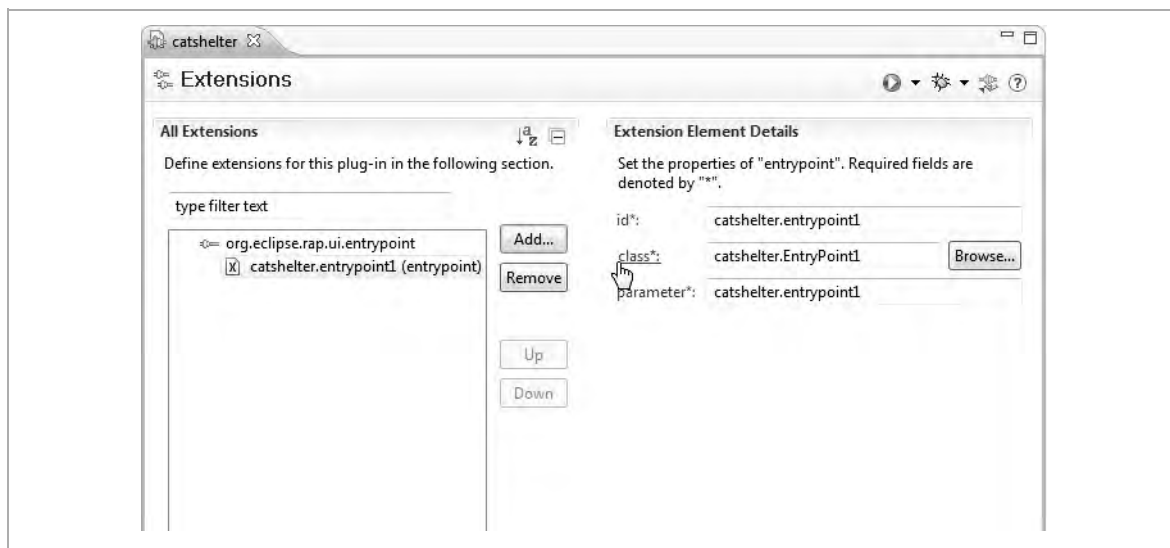 catshelter
Extensions
All Extensions
Define extensions for this plug-in in the following section.
type filter text
org.eclipse.rap.ui.entrypoint
catshelter.entrypoint1 (entrypoint)
Add...
Remove
Up
Down
Extension Element Details
Set the properties of "entrypoint". Required fields are
denoted by "*".
id*: catshelter.entrypoint1
class*: catshelter.EntryPoint1 Browse...
parameter*: catshelter.entrypoint1